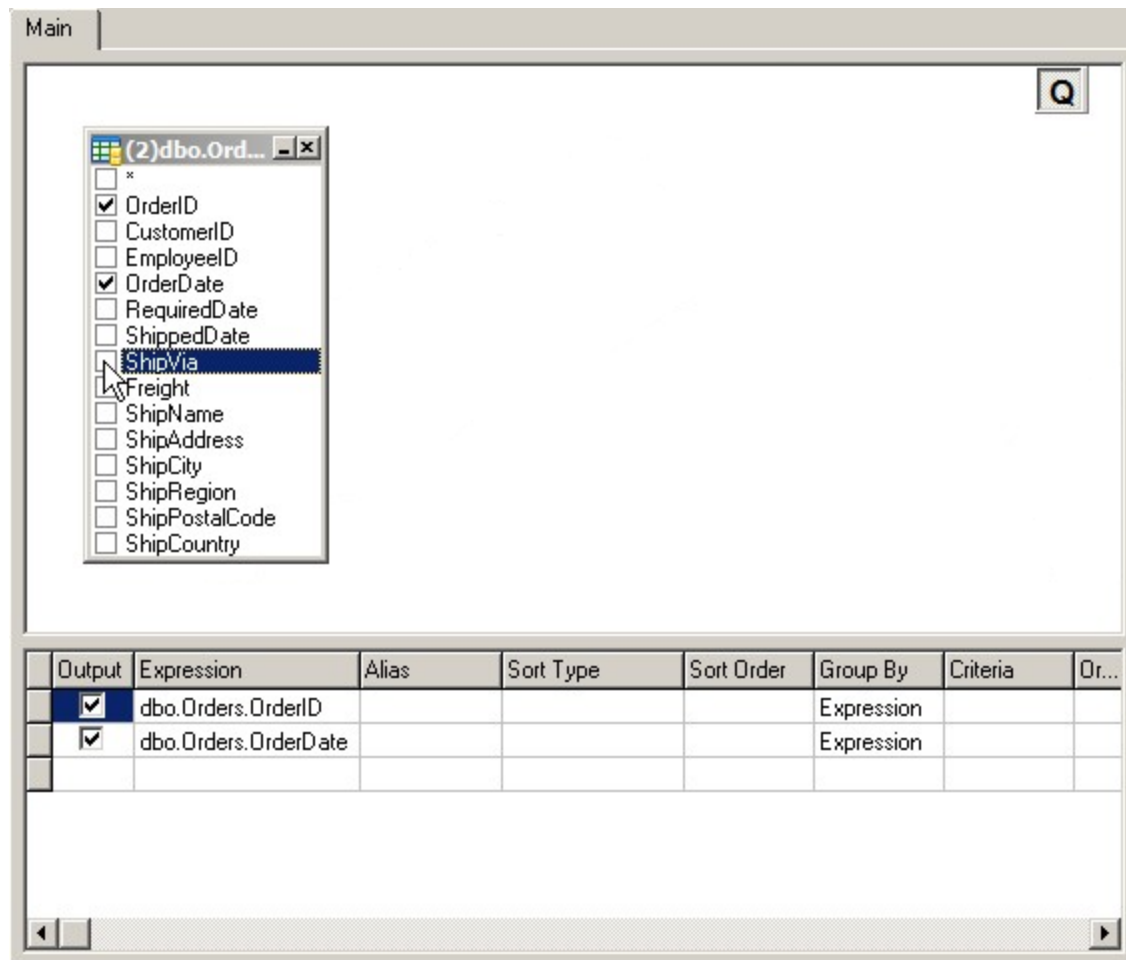 Main
Q
(2)dbo.Ord...
*
OrderID
CustomerID
EmployeeID
OrderDate
RequiredDate
ShippedDate
ShipVia
Freight
ShipName
ShipAddress
ShipCity
ShipRegion
ShipPostalCode
ShipCountry
Output Expression Alias Sort Type Sort Order Group By Criteria Or...
dbo.Orders.OrderID Expression
dbo.Orders.OrderDate Expression